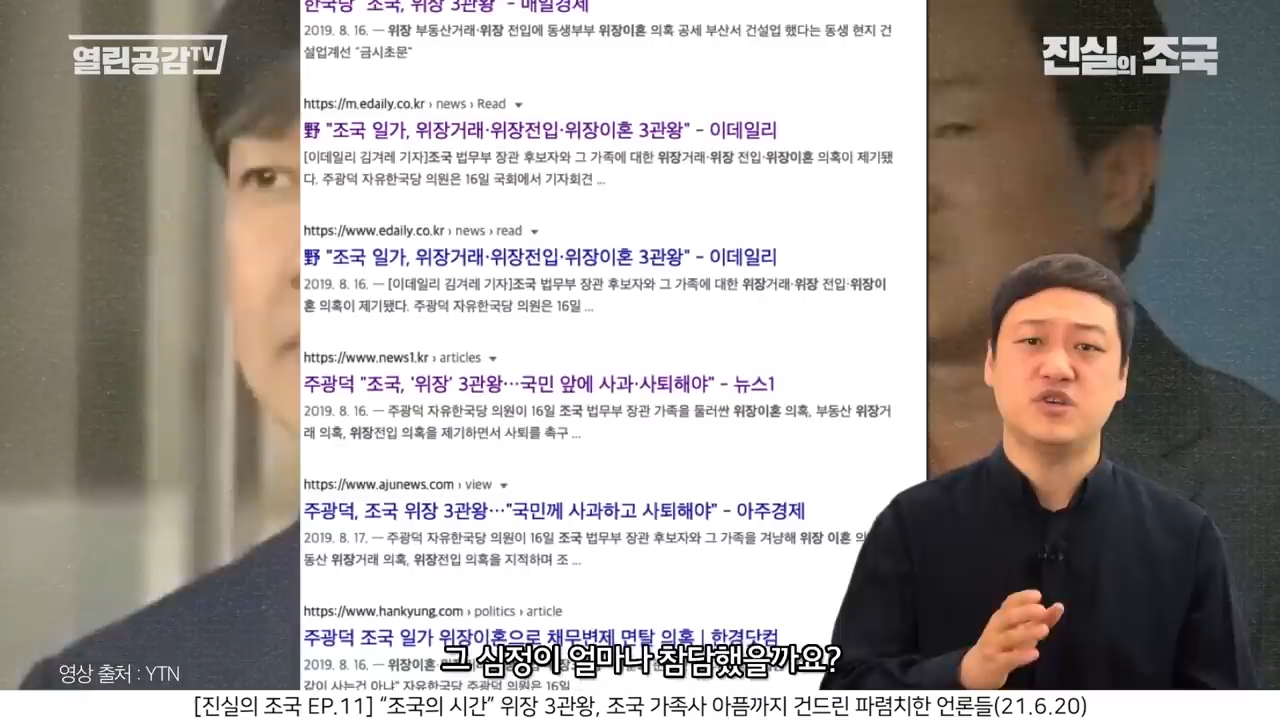 열린공감TV
진실의 조국
한국당 "조국, 위장 3관왕" - 매일경제
2019. 8. 16. — 위장 부동산거래·위장 전입에 동생부부 위장이혼 의혹 공세 부산서 건설업 했다는 동생 현지 건
설업계선 "금시초문"
https://m.edaily.co.kr › news › Read
野 "조국 일가, 위장거래·위장전입·위장이혼 3관왕" - 이데일리
[이데일리 김겨레 기자]조국 법무부 장관 후보자와 그 가족에 대한 위장거래·위장 전입·위장이혼 의혹이 제기됐
다. 주광덕 자유한국당 의원은 16일 국회에서 기자회견 ...
https://www.edaily.co.kr › news › read
野 "조국 일가, 위장거래·위장전입·위장이혼 3관왕" - 이데일리
2019. 8. 16. — [이데일리 김겨레 기자]조국 법무부 장관 후보자와 그 가족에 대한 위장거래·위장 전입·위장이
혼 의혹이 제기됐다. 주광덕 자유한국당 의원은 16일 ...
https://www.news1.kr › articles
주광덕 "조국, '위장' 3관왕…국민 앞에 사과·사퇴해야" - 뉴스1
2019. 8. 16. — 주광덕 자유한국당 의원이 16일 조국 법무부 장관 가족을 둘러싼 위장이혼 의혹, 부동산 위장거
래 의혹, 위장전입 의혹을 제기하면서 사퇴를 촉구 ...
https://www.ajunews.com › view
주광덕, 조국 위장 3관왕…"국민께 사과하고 사퇴해야" - 아주경제
2019. 8. 17. — 주광덕 자유한국당 의원이 16일 조국 법무부 장관 후보자와 그 가족을 겨냥해 위장 이혼 의
동산 위장거래 의혹, 위장전입 의혹을 지적하며 조 ...
https://www.hankyung.com › politics › article
주광덕 조국 일가 위장이혼으로 채무변제 면탈 의혹 | 한경닷컴
2019. 8. 16. — 위장이혼
같이 사는건 아냐" 자유한국당 주광덕 의원은 16일 ...
그 심정이 얼마나 참담했을까요?
영상 출처 : YTN
[진실의 조국 EP.11] “조국의 시간” 위장 3관왕, 조국 가족사 아픔까지 건드린 파렴치한 언론들(21.6.20)